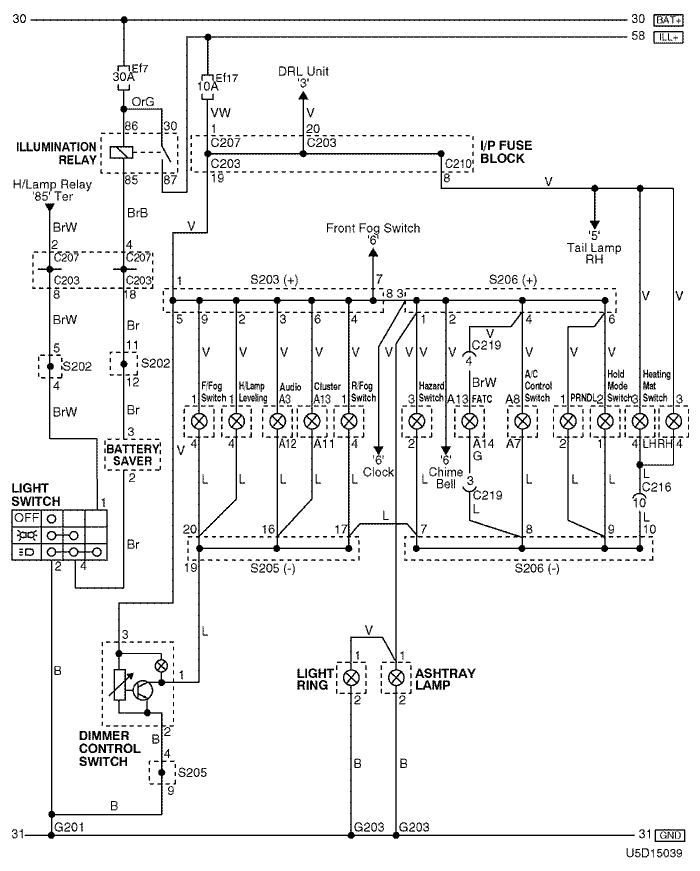 30 30 BAT+
58 ILL+
Ef7
30A
Ef17
10A
DRL Unit
'3'
OrG
VW V
86 30 1 20
C207 C203
ILLUMINATION
RELAY
I/P FUSE
BLOCK
C203 C210
85 87 19 8
H/Lamp Relay
'85' Ter
V
BrW BrB
V
Front Fog Switch
'6'
'5'
Tail Lamp
RH
2 4
C207 C207
C203 C203
8 18
1 S203 (+) 7 8 3 S206 (+)
V V
5 9 2 3 6 4 1 2 4 6
BrW Br
V C219
4
5 11
S202 S202
4 12
V V V V V V V V BrW V V V
F/Fog
Switch
H/Lamp
Leveling
Audio
Cluster
R/Fog
Switch
Hazard
Switch
FATC
A/C
Control
Switch
PRNDL
Hold
Mode
Switch
Heating
Mat
Switch
1 1 A3 A13 1 3 A13 A8 1 2 3 3
BrW Br
3
BATTERY
SAVER
2
4 4 A12 A11 4 2 A14 A7 2 1 4 LH RH 4
V
'6'
Clock
'6'
Chime
Bell
G
3
C219
L
L
C216
10
L
L L L L L L L L L
LIGHT
SWITCH
1
OFF
2 4
Br
20 16 17 L 7 8 9 10
19 S205 (-) S206 (-)
3
L
V
B
1 1 1
LIGHT
RING
ASHTRAY
LAMP
2 2
2
DIMMER
CONTROL
SWITCH
B
4
S205
9
B B
B
31 G201 G203 G203 31 GND
U5D15039